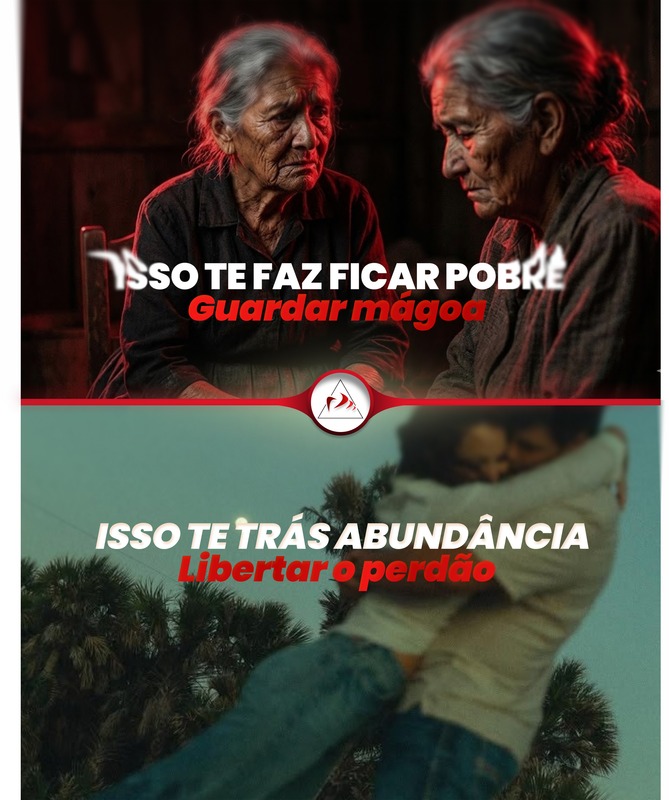 ISSO TE FAZ FICAR POBRE
Guardar mágoa
ISSO TE TRÁS ABUNDÂNCIA
Libertar o perdão